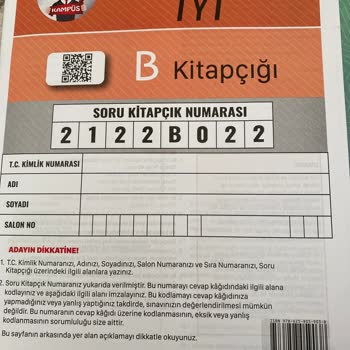 KAMPÜS
TYT
B Kitapçığı
SORU KİTAPÇIK NUMARASI
2 1 2 2 B 0 2 2
T.C. KİMLİK NUMARASI
ADI
SOYADI
SALON NO
ADAYIN DİKKATİNE!
1. T.C. Kimlik Numaranızı, Adınızı, Soyadınızı, Salon Numaranızı ve Sıra Numaranızı, Soru
Kitapçığı üzerindeki ilgili alanlara yazınız.
2. Soru Kitapçık Numaranız yukarıda verilmiştir. Bu numarayı cevap kâğıdındaki ilgili alana
kodlayınız ve aşağıdaki ilgili alanı imzalayınız. Bu kodlamayı cevap kâğıdınıza
yapmadığınız veya yanlış yaptığınız takdirde, sınavınızın değerlendirilmesi mümkün
değildir. Bu numaranın cevap kâğıdı üzerine kodlanmasının, eksik veya yanlış
kodlanmasının sorumluluğu size aittir.
Bu sayfanın arkasında yer alan açıklamayı dikkatle okuyunuz.